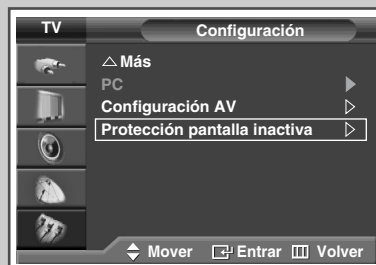 TV
Configuración
Más
PC
Configuración AV
Protección pantalla inactiva
Mover Entrar Volver